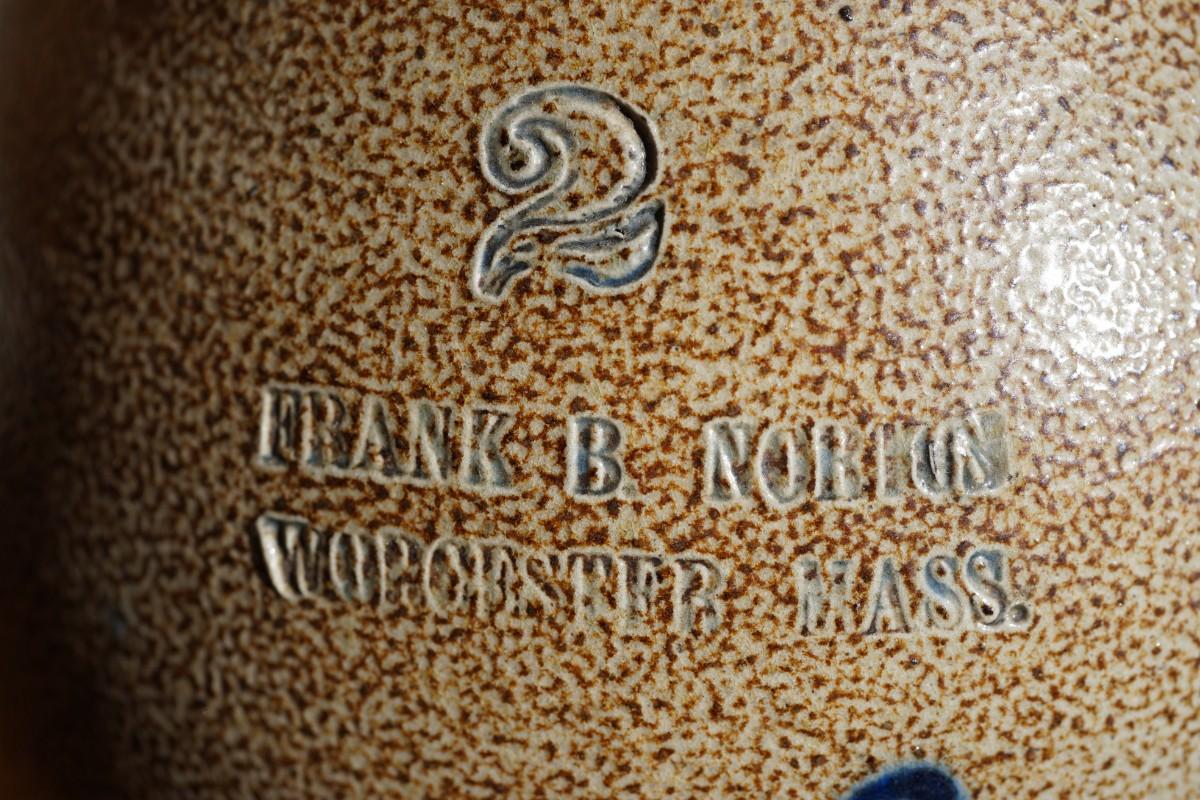 2
FRANK B. NORTON
WORCESTER MASS.